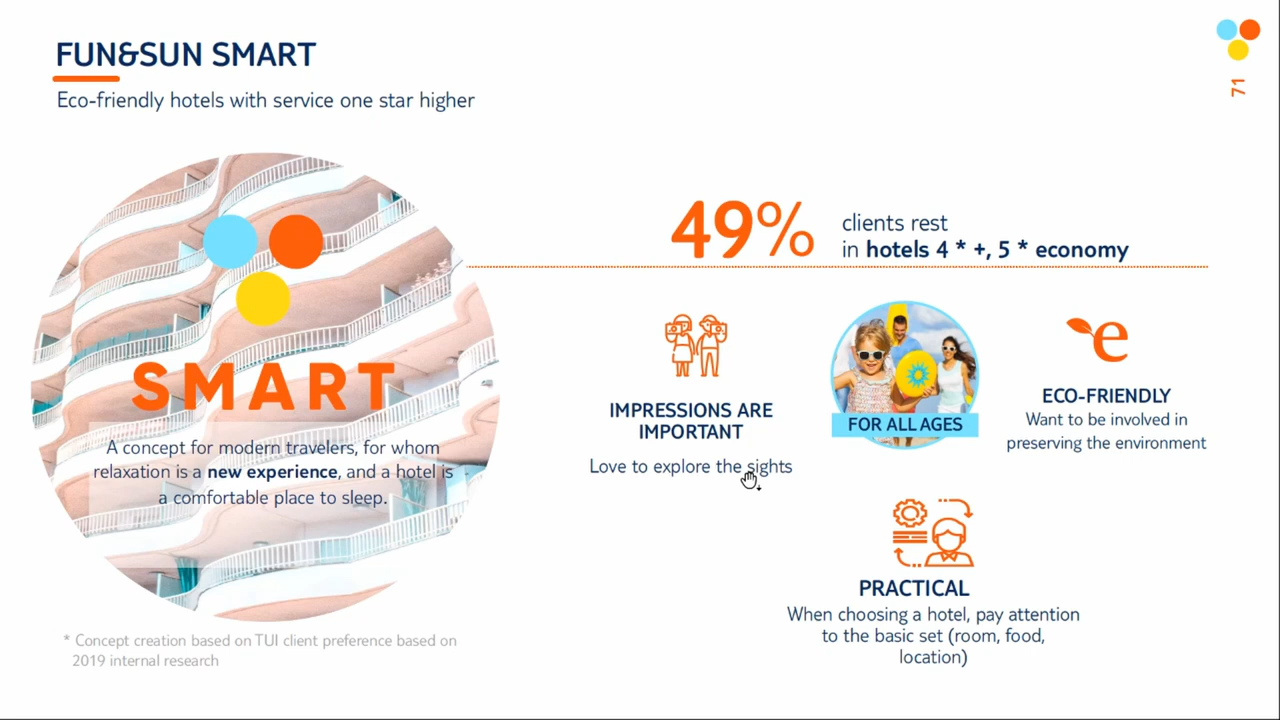 FUN&SUN SMART
Eco-friendly hotels with service one star higher
71
SMART
A concept for modern travelers, for whom
relaxation is a new experience, and a hotel is
a comfortable place to sleep.
* Concept creation based on TUI client preference based on
2019 internal research
49% clients rest
in hotels 4 * +, 5 * economy
IMPRESSIONS ARE
IMPORTANT
Love to explore the sights
FOR ALL AGES
e
ECO-FRIENDLY
Want to be involved in
preserving the environment
PRACTICAL
When choosing a hotel, pay attention
to the basic set (room, food,
location)